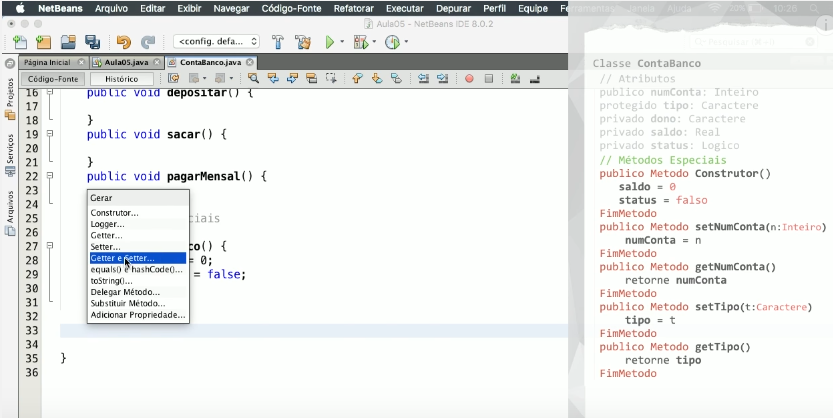 NetBeans Arquivo Editar Exibir Navegar Código-Fonte Refatorar Executar Depurar Perfil Equipe Ferramentas Janela Ajuda 10:26
Aula05 - NetBeans IDE 8.0.2
<config. defa...
Página Inicial Aula05.java ContaBanco.java
Código-Fonte Histórico
Projetos
Serviços
Arquivos
16 public void depositar() {
17
18 }
19 public void sacar() {
20
21 }
22 public void pagarMensal() {
23
24
25 ciais
26
27 co() {
28 = 0;
29 = false;
30
31
32
33
34
35 }
36
Gerar
Construtor...
Logger...
Getter...
Setter...
Getter e Setter...
equals() e hashCode()...
toString()...
Delegar Método...
Substituir Método...
Adicionar Propriedade...
Classe ContaBanco
// Atributos
publico numConta: Inteiro
protegido tipo: Caractere
privado dono: Caractere
privado saldo: Real
privado status: Logico
// Métodos Especiais
publico Metodo Construtor()
saldo = 0
status = falso
FimMetodo
publico Metodo setNumConta(n:Inteiro)
numConta = n
FimMetodo
publico Metodo getNumConta()
retorne numConta
FimMetodo
publico Metodo setTipo(t:Caractere)
tipo = t
FimMetodo
publico Metodo getTipo()
retorne tipo
FimMetodo